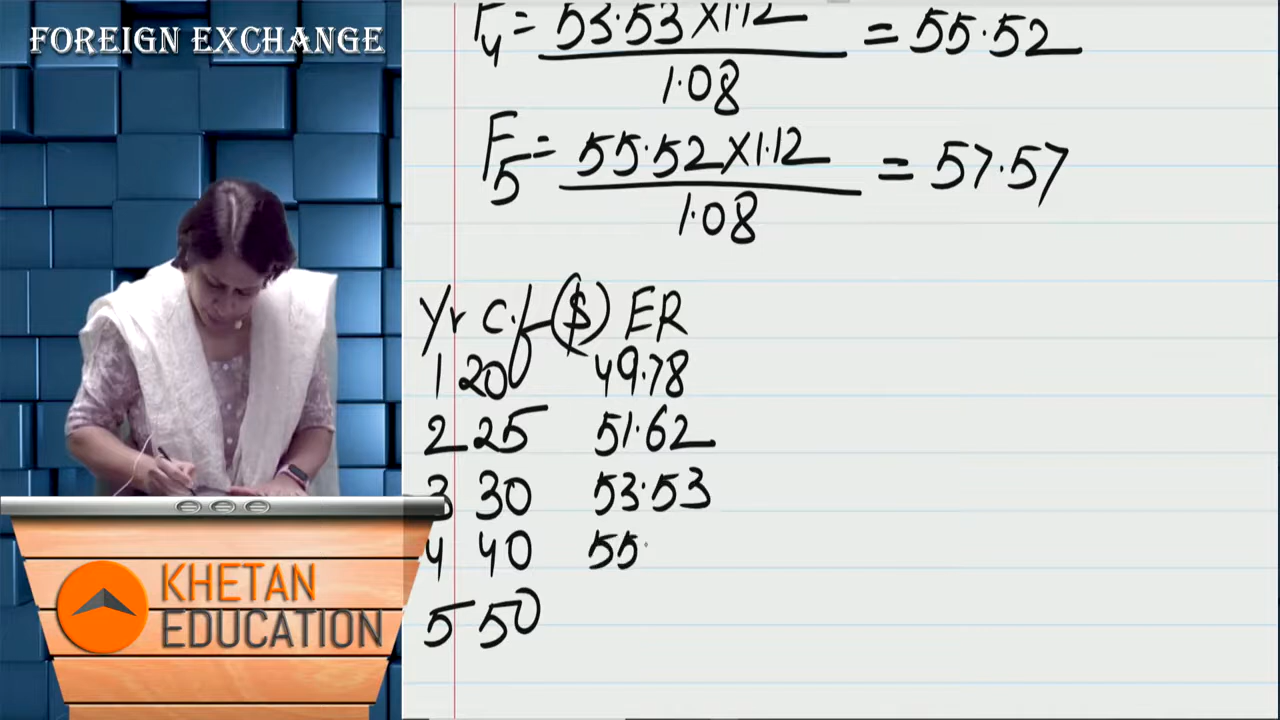 FOREIGN EXCHANGE
F4 = 53.53 X 1.12 = 55.52
1.08
F5 = 55.52 X 1.12 = 57.57
1.08
Yr C.f ($) ER
1 20 49.78
2 25 51.62
3 30 53.53
4 40 55.
5 50
KHETAN
EDUCATION